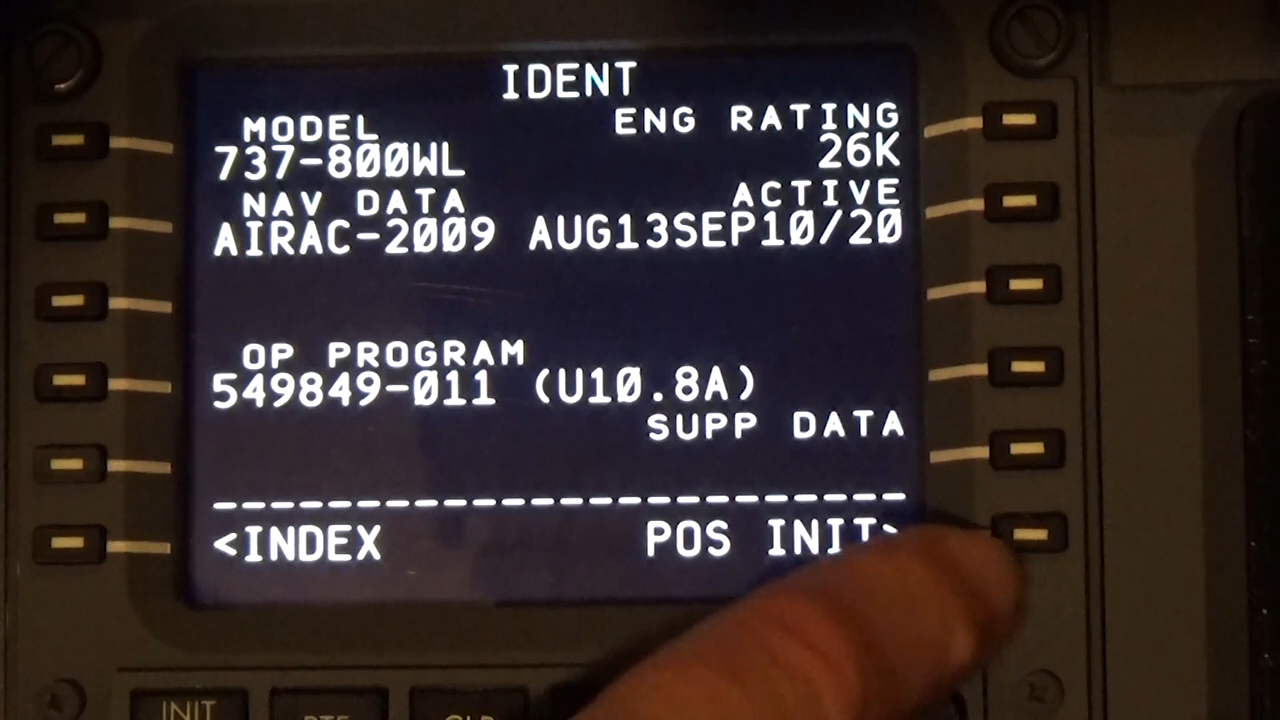 IDENT
MODEL ENG RATING
737-800WL 26K
NAV DATA ACTIVE
AIRAC-2009 AUG13SEP10/20
OP PROGRAM
549849-011 (U10.8A)
SUPP DATA
------------------------
<INDEX POS INIT>
INIT